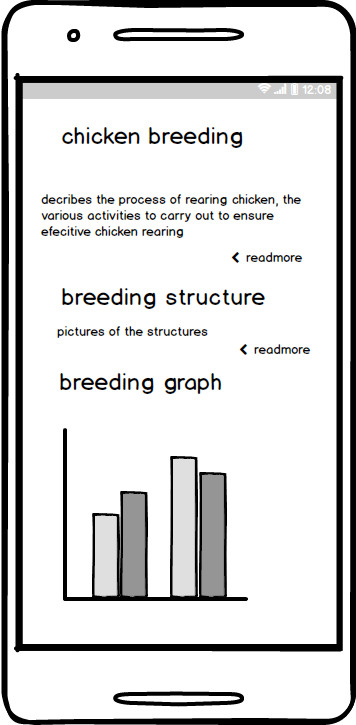 12:08
chicken breeding
decribes the process of rearing chicken, the
various activities to carry out to ensure
efecitive chicken rearing
readmore
breeding structure
pictures of the structures
readmore
breeding graph